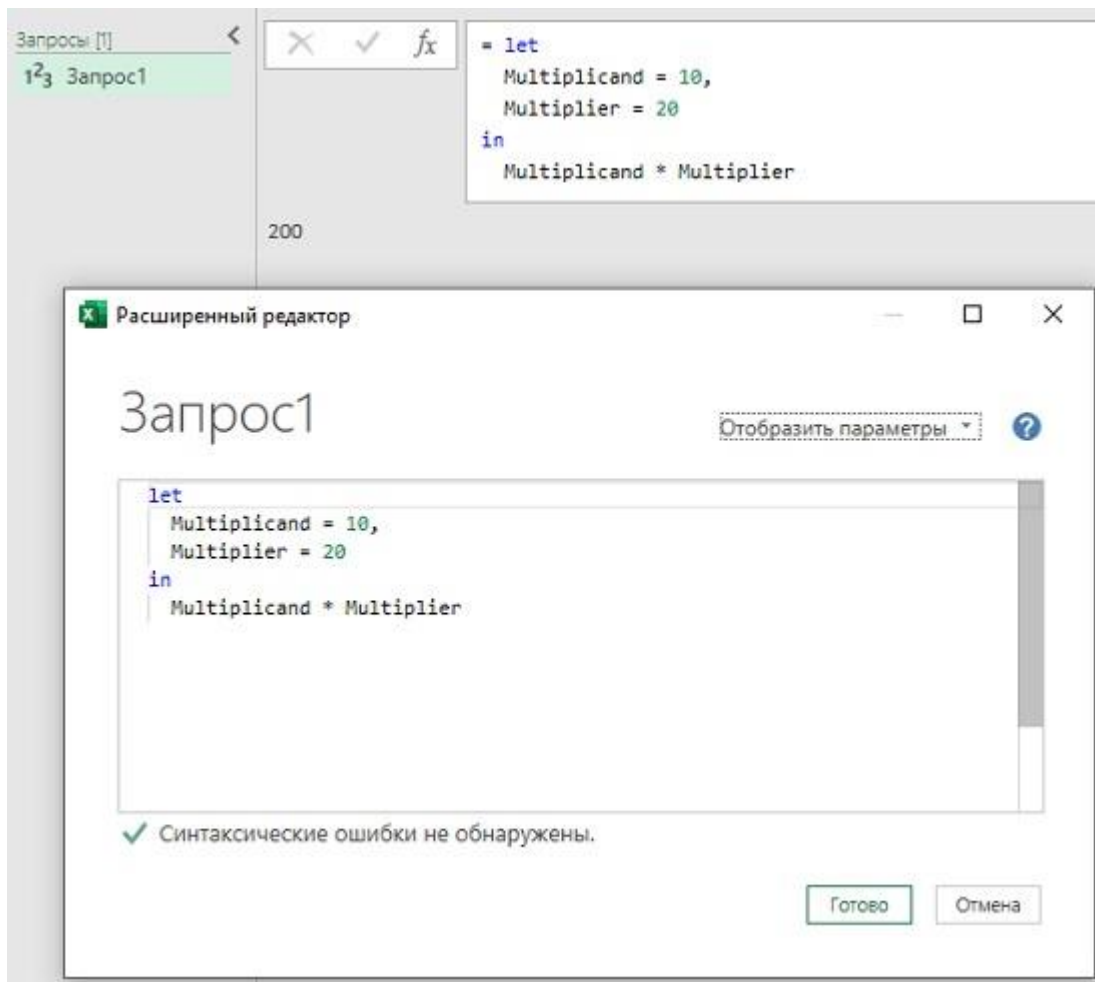 Запросы [1]
1²3 Запрос1
fx
= let
Multiplicand = 10,
Multiplier = 20
in
Multiplicand * Multiplier
200
Расширенный редактор
Запрос1
Отобразить параметры
?
let
Multiplicand = 10,
Multiplier = 20
in
Multiplicand * Multiplier
Синтаксические ошибки не обнаружены.
Готово
Отмена